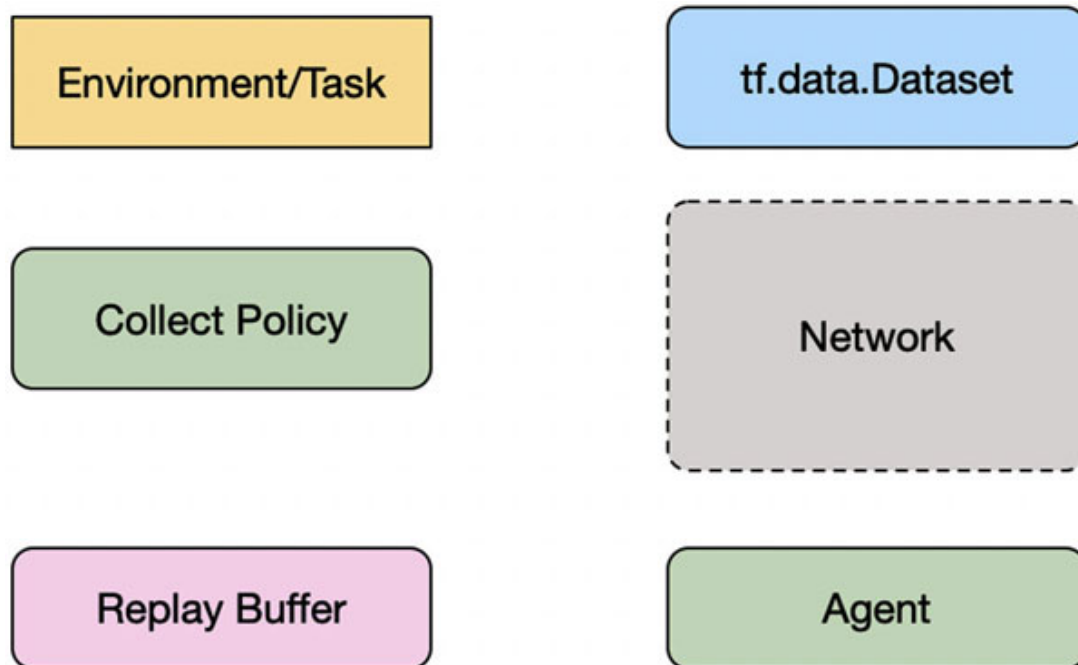 Environment/Task
tf.data.Dataset
Collect Policy
Network
Replay Buffer
Agent